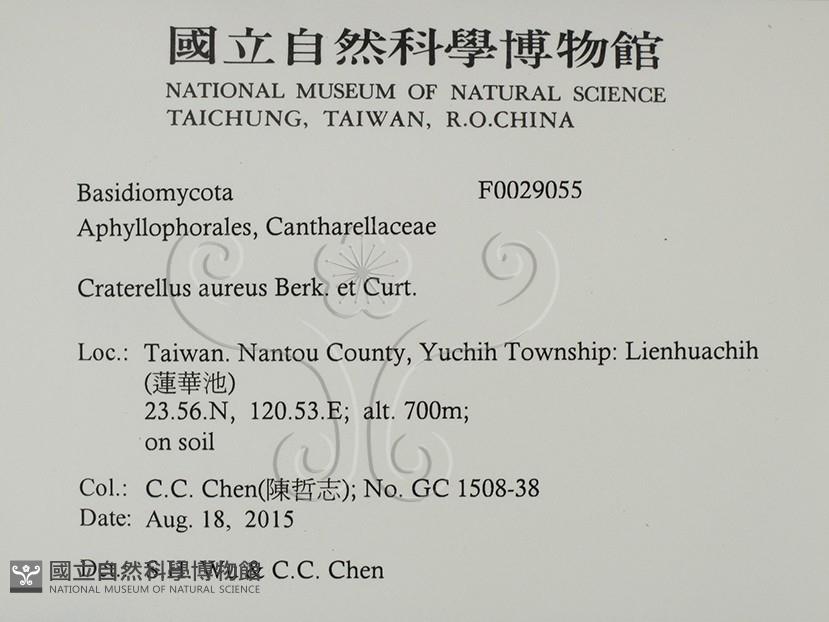 國立自然科學博物館
NATIONAL MUSEUM OF NATURAL SCIENCE
TAICHUNG, TAIWAN, R.O.CHINA
Basidiomycota F0029055
Aphyllophorales, Cantharellaceae
Craterellus aureus Berk. et Curt.
Loc.: Taiwan. Nantou County, Yuchih Township: Lienhuachih
(蓮華池)
23.56.N, 120.53.E; alt. 700m;
on soil
Col.: C.C. Chen(陳哲志); No. GC 1508-38
Date: Aug. 18, 2015
Det.: S.H. Wu & C.C. Chen
國立自然科學博物館
NATIONAL MUSEUM OF NATURAL SCIENCE